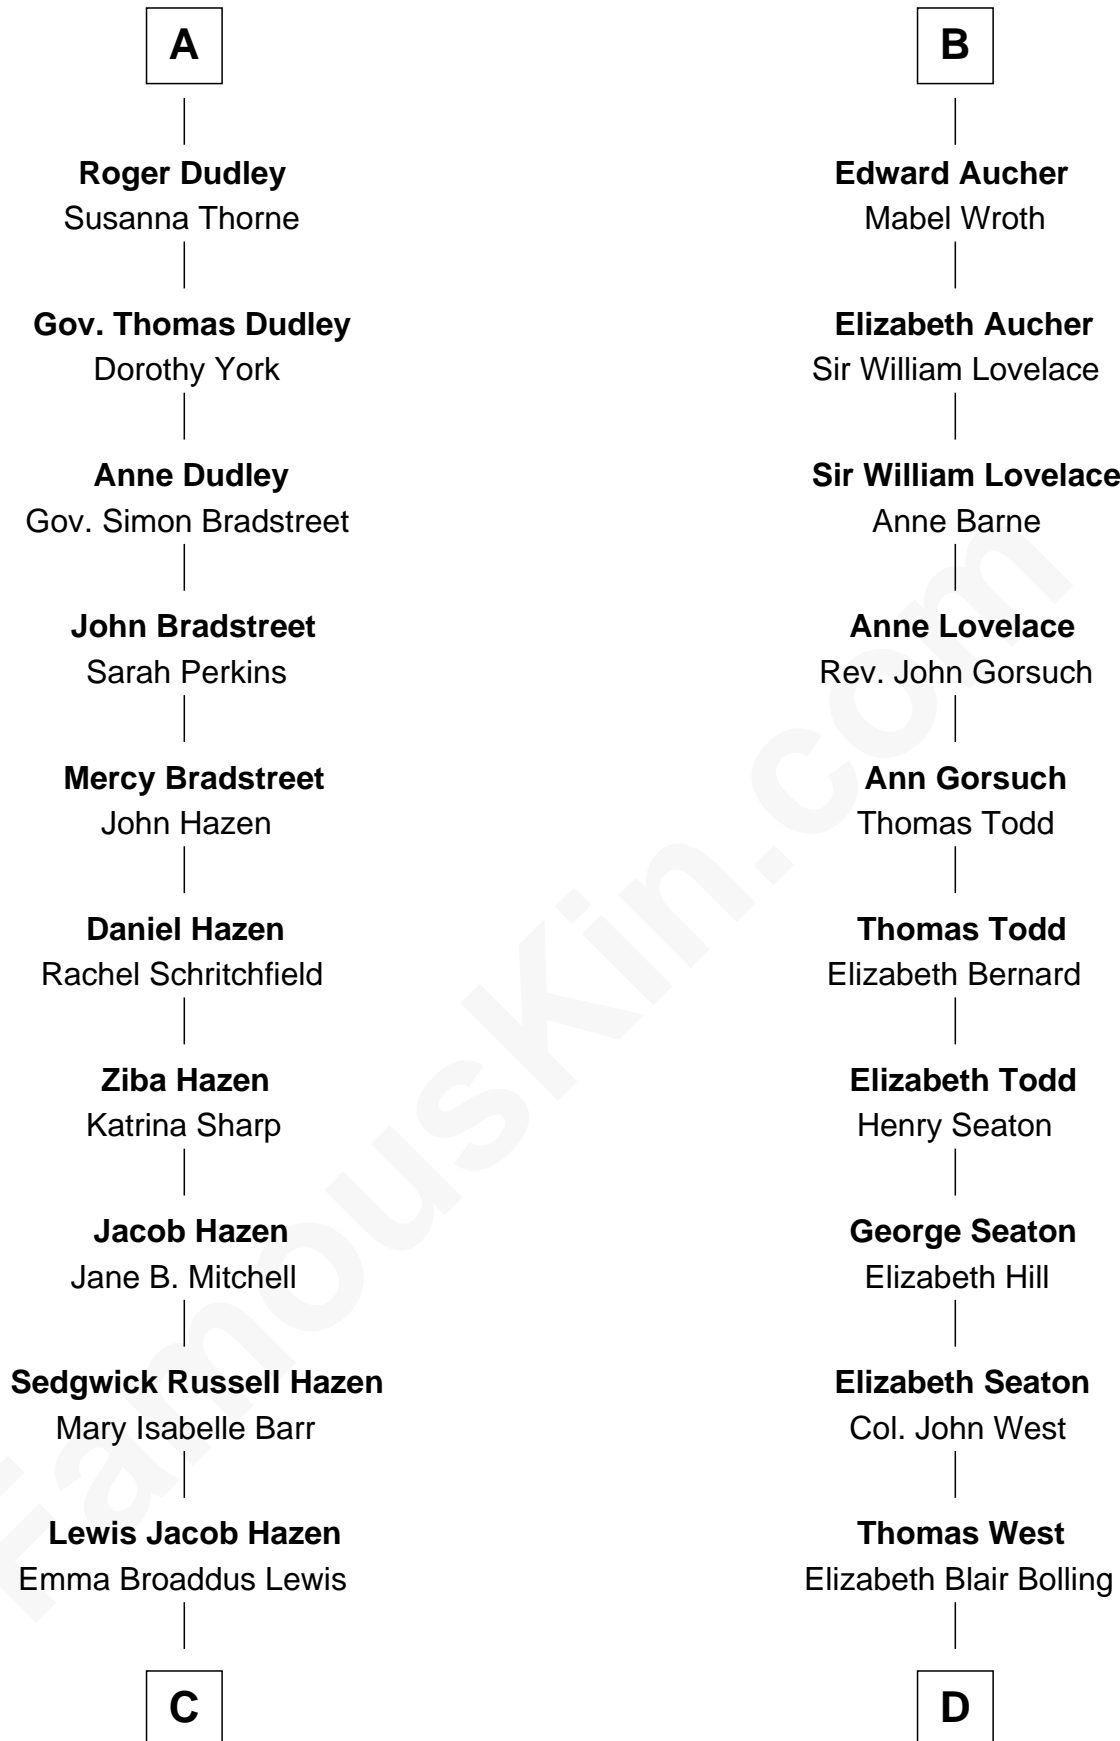 A
Roger Dudley
Susanna Thorne
Gov. Thomas Dudley
Dorothy York
Anne Dudley
Gov. Simon Bradstreet
John Bradstreet
Sarah Perkins
Mercy Bradstreet
John Hazen
Daniel Hazen
Rachel Schritchfield
Ziba Hazen
Katrina Sharp
Jacob Hazen
Jane B. Mitchell
Sedgwick Russell Hazen
Mary Isabelle Barr
Lewis Jacob Hazen
Emma Broaddus Lewis
C
B
Edward Aucher
Mabel Wroth
Elizabeth Aucher
Sir William Lovelace
Sir William Lovelace
Anne Barne
Anne Lovelace
Rev. John Gorsuch
Ann Gorsuch
Thomas Todd
Thomas Todd
Elizabeth Bernard
Elizabeth Todd
Henry Seaton
George Seaton
Elizabeth Hill
Elizabeth Seaton
Col. John West
Thomas West
Elizabeth Blair Bolling
D
FamousKin.com